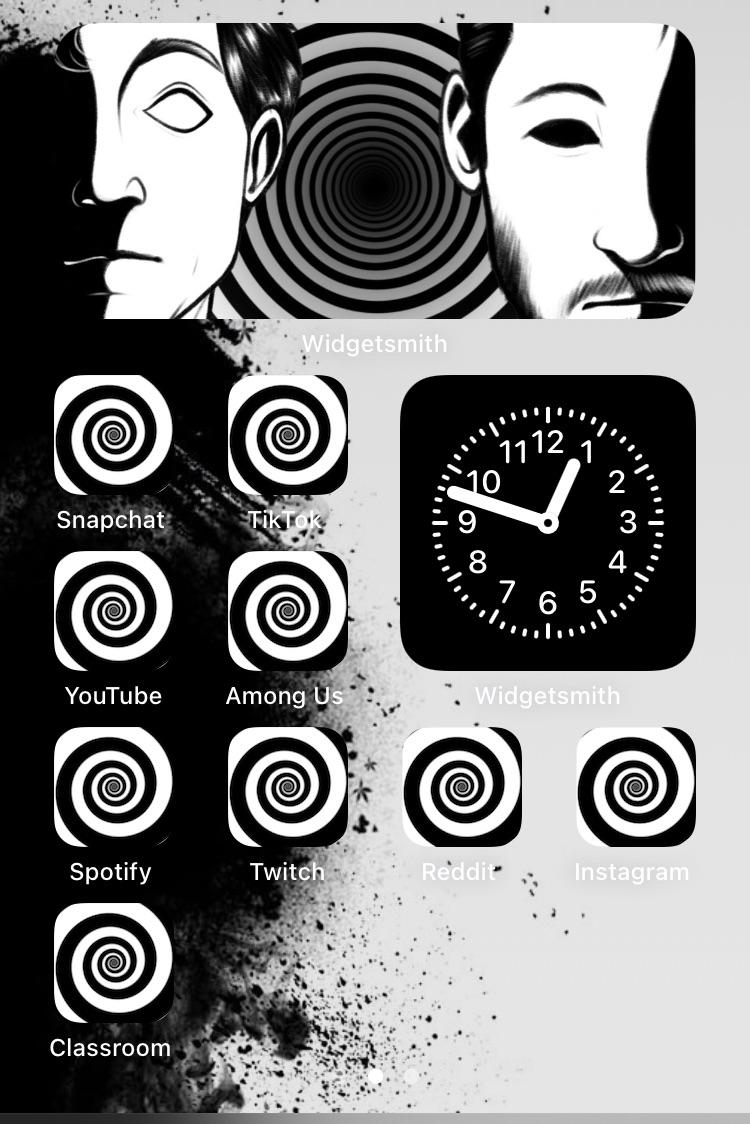 Widgetsmith
Snapchat
TikTok
12
1
2
3
4
5
6
7
8
9
10
11
Widgetsmith
YouTube
Among Us
Spotify
Twitch
Reddit
Instagram
Classroom